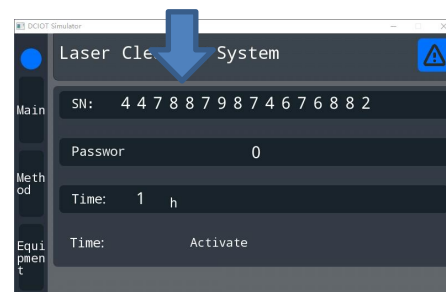 DCIOT Simulator
Laser Cle System
Main
SN: 4 4 7 8 8 7 9 8 7 4 6 7 6 8 8 2
Passwor 0
Meth
od
Time: 1 h
Equi
pmen
t
Time: Activate